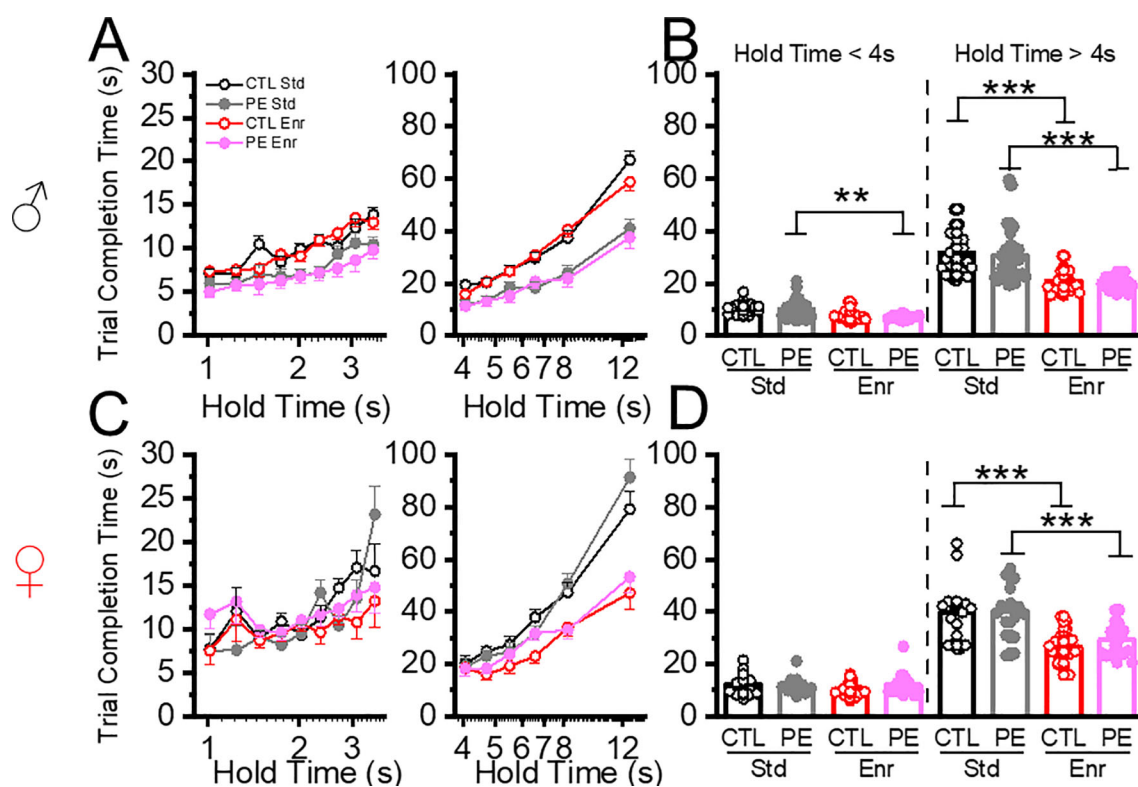 A
Trial Completion Time (s)
30
25
20
15
10
5
0
CTL Std
PE Std
CTL Enr
PE Enr
1 2 3
Hold Time (s)
100
80
60
40
20
0
4 5 6 7 8 12
Hold Time (s)
B
Hold Time < 4s
Hold Time > 4s
100
80
60
40
20
0
**
***
***
CTL PE CTL PE CTL PE CTL PE
Std Enr Std Enr
♂
C
Trial Completion Time (s)
30
25
20
15
10
5
0
1 2 3
Hold Time (s)
100
80
60
40
20
0
4 5 6 7 8 12
Hold Time (s)
D
100
80
60
40
20
0
***
***
CTL PE CTL PE CTL PE CTL PE
Std Enr Std Enr
♀